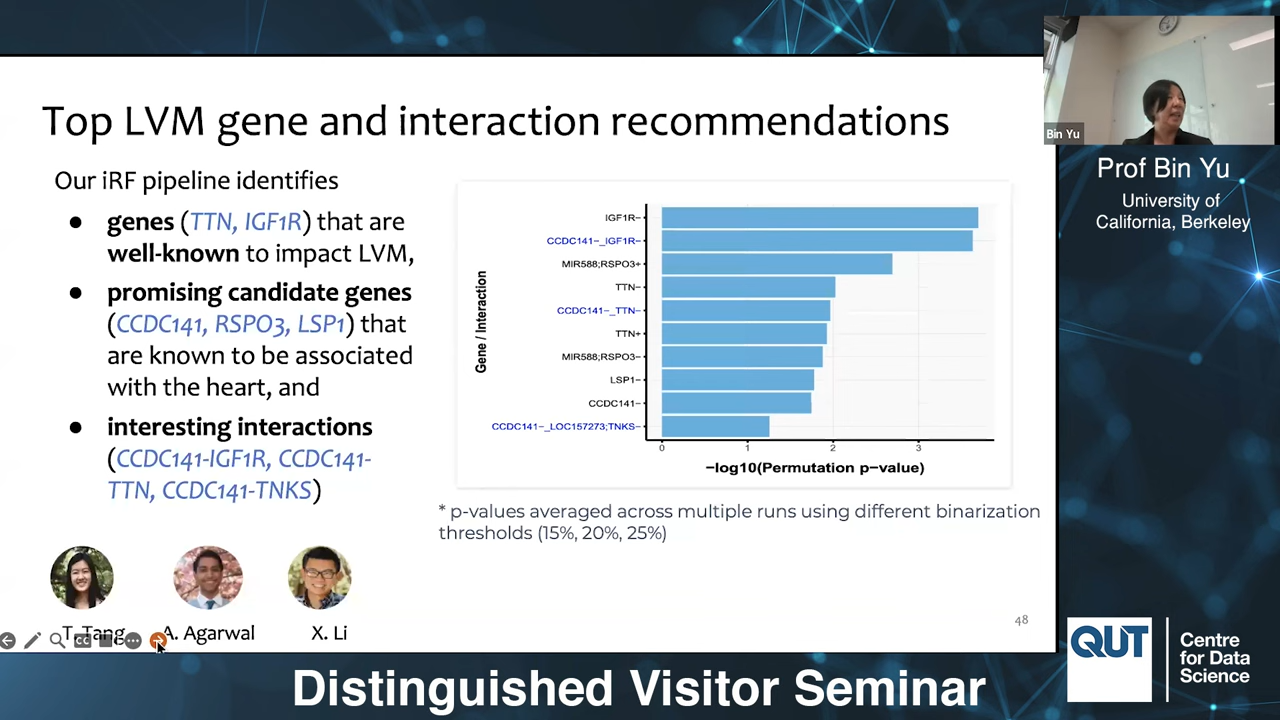 Top LVM gene and interaction recommendations
Our iRF pipeline identifies
● genes (TTN, IGF1R) that are
well-known to impact LVM,
● promising candidate genes
(CCDC141, RSPO3, LSP1) that
are known to be associated
with the heart, and
● interesting interactions
(CCDC141-IGF1R, CCDC141-
TTN, CCDC141-TNKS)
Gene / Interaction
IGF1R−
CCDC141−_IGF1R−
MIR588;RSPO3+
TTN−
CCDC141−_TTN−
TTN+
MIR588;RSPO3−
LSP1−
CCDC141−
CCDC141−_LOC157273;TNKS−
0 1 2 3
−log10(Permutation p−value)
* p-values averaged across multiple runs using different binarization
thresholds (15%, 20%, 25%)
T. Tang A. Agarwal X. Li
CC
48
Bin Yu
Prof Bin Yu
University of
California, Berkeley
QUT
Centre
for Data
Science
Distinguished Visitor Seminar